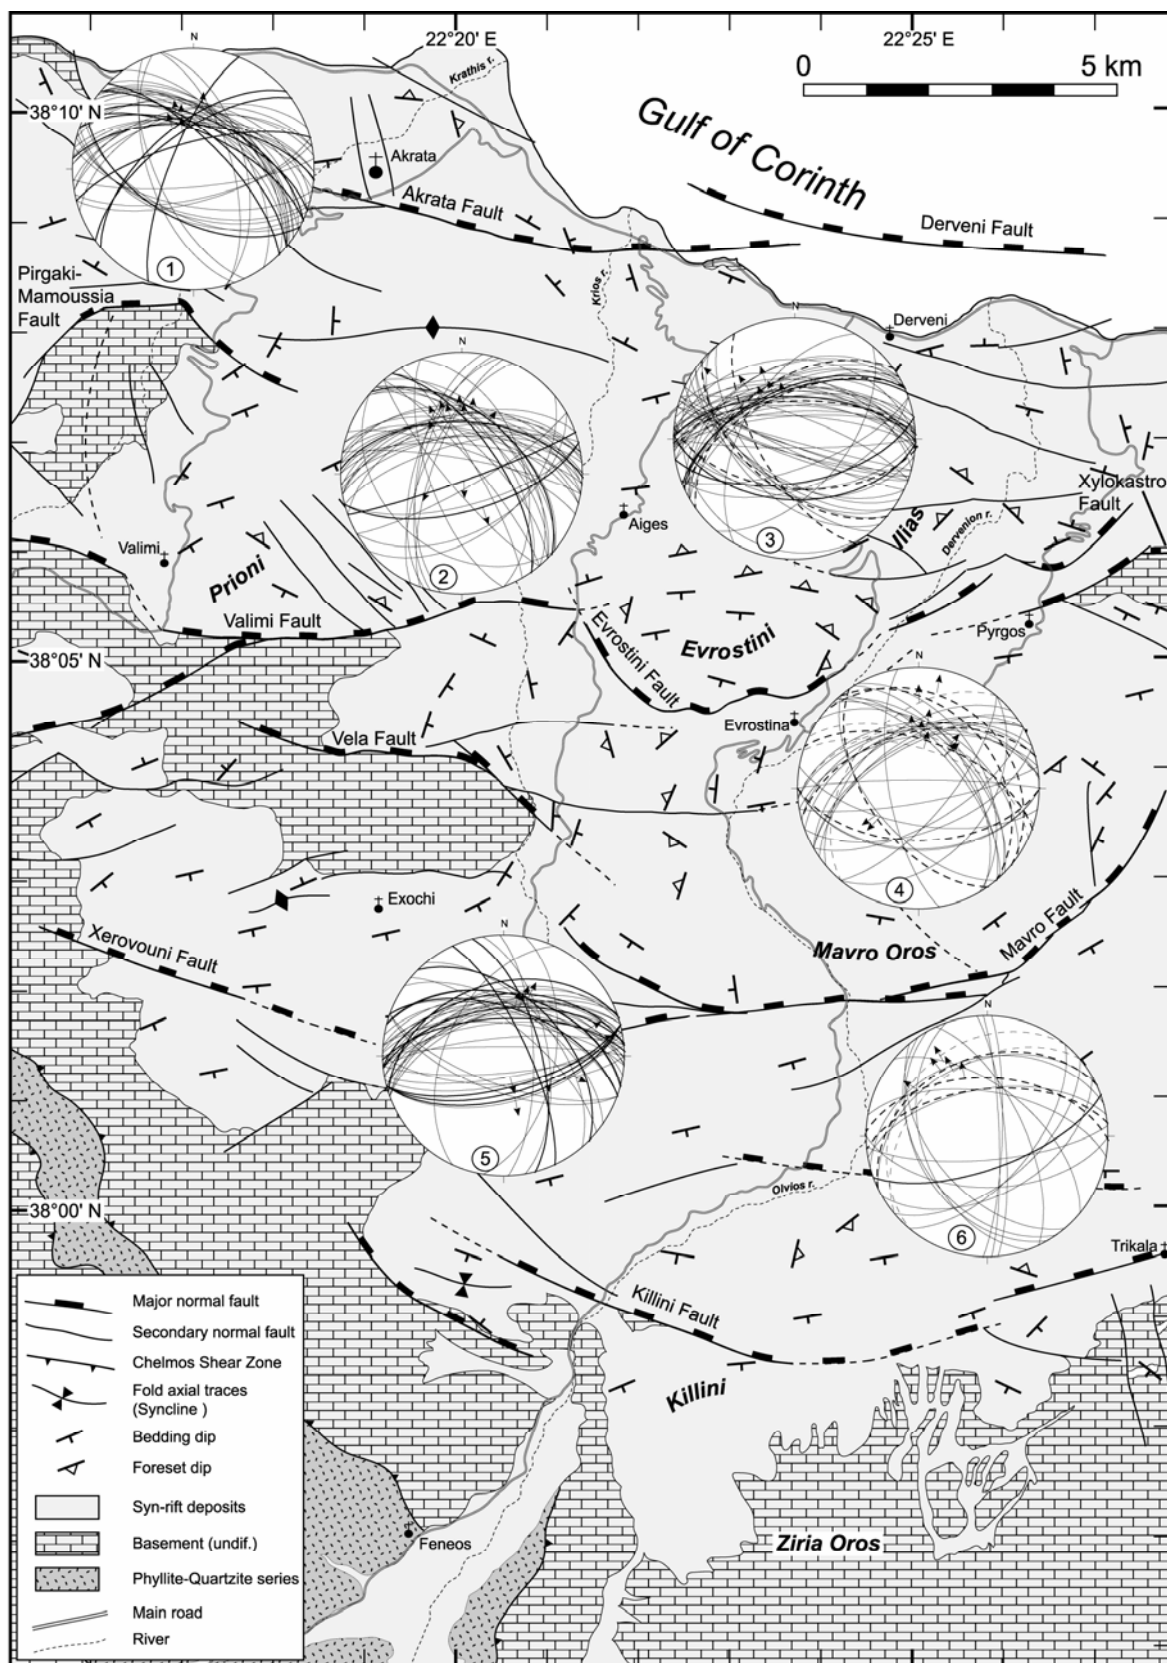 22°20' E
22°25' E
N
0
5 km
Krathis r.
38°10' N
Gulf of Corinth
Akrata
Akrata Fault
Derveni Fault
1
Pirgaki-
Mamoussia
Fault
Krios r.
N
Derveni
N
Xylokastro
Fault
Ilias
Dervenion r.
Aiges
3
Valimi
Prioni
2
Valimi Fault
Pyrgos
38°05' N
Evrostini Fault
Evrostini
N
Evrostina
Vela Fault
4
Exochi
Xerovouni Fault
N
Mavro Oros
Mavro Fault
N
5
Olvios r.
38°00' N
6
Trikala
Killini Fault
Killini
Major normal fault
Secondary normal fault
Chelmos Shear Zone
Fold axial traces
(Syncline )
Bedding dip
Foreset dip
Syn-rift deposits
Basement (undif.)
Phyllite-Quartzite series
Main road
River
Feneos
Ziria Oros